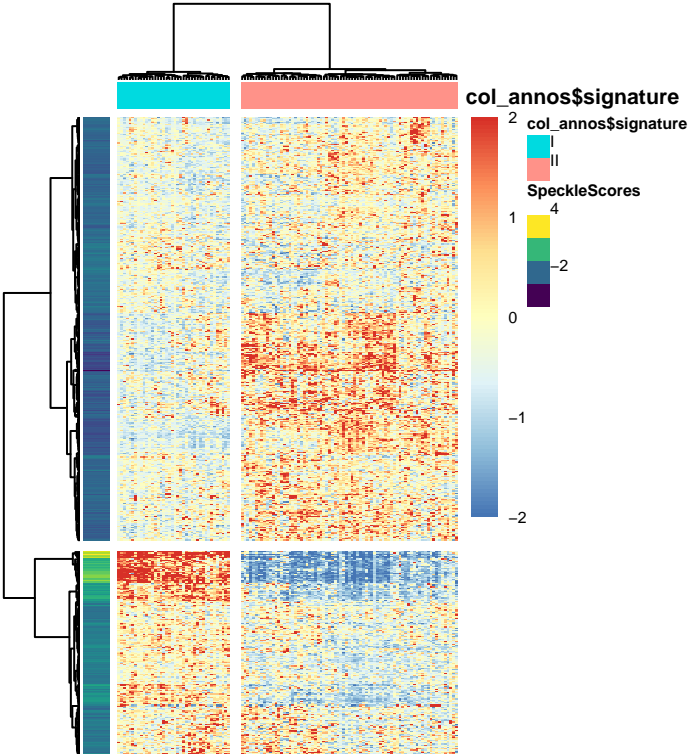 col_annos$signature
2
1
0
−1
−2
col_annos$signature
I
II
SpeckleScores
4
−2